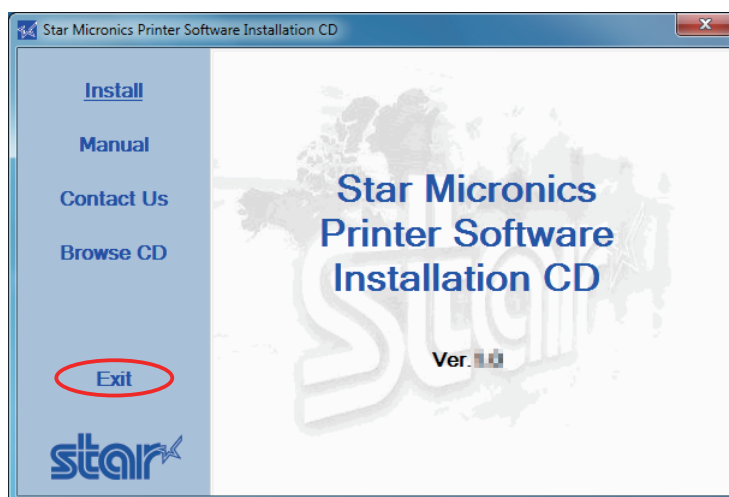 Star Micronics Printer Software Installation CD
Install
Manual
Contact Us
Browse CD
Exit
star
Star Micronics
Printer Software
Installation CD
Ver.
Star